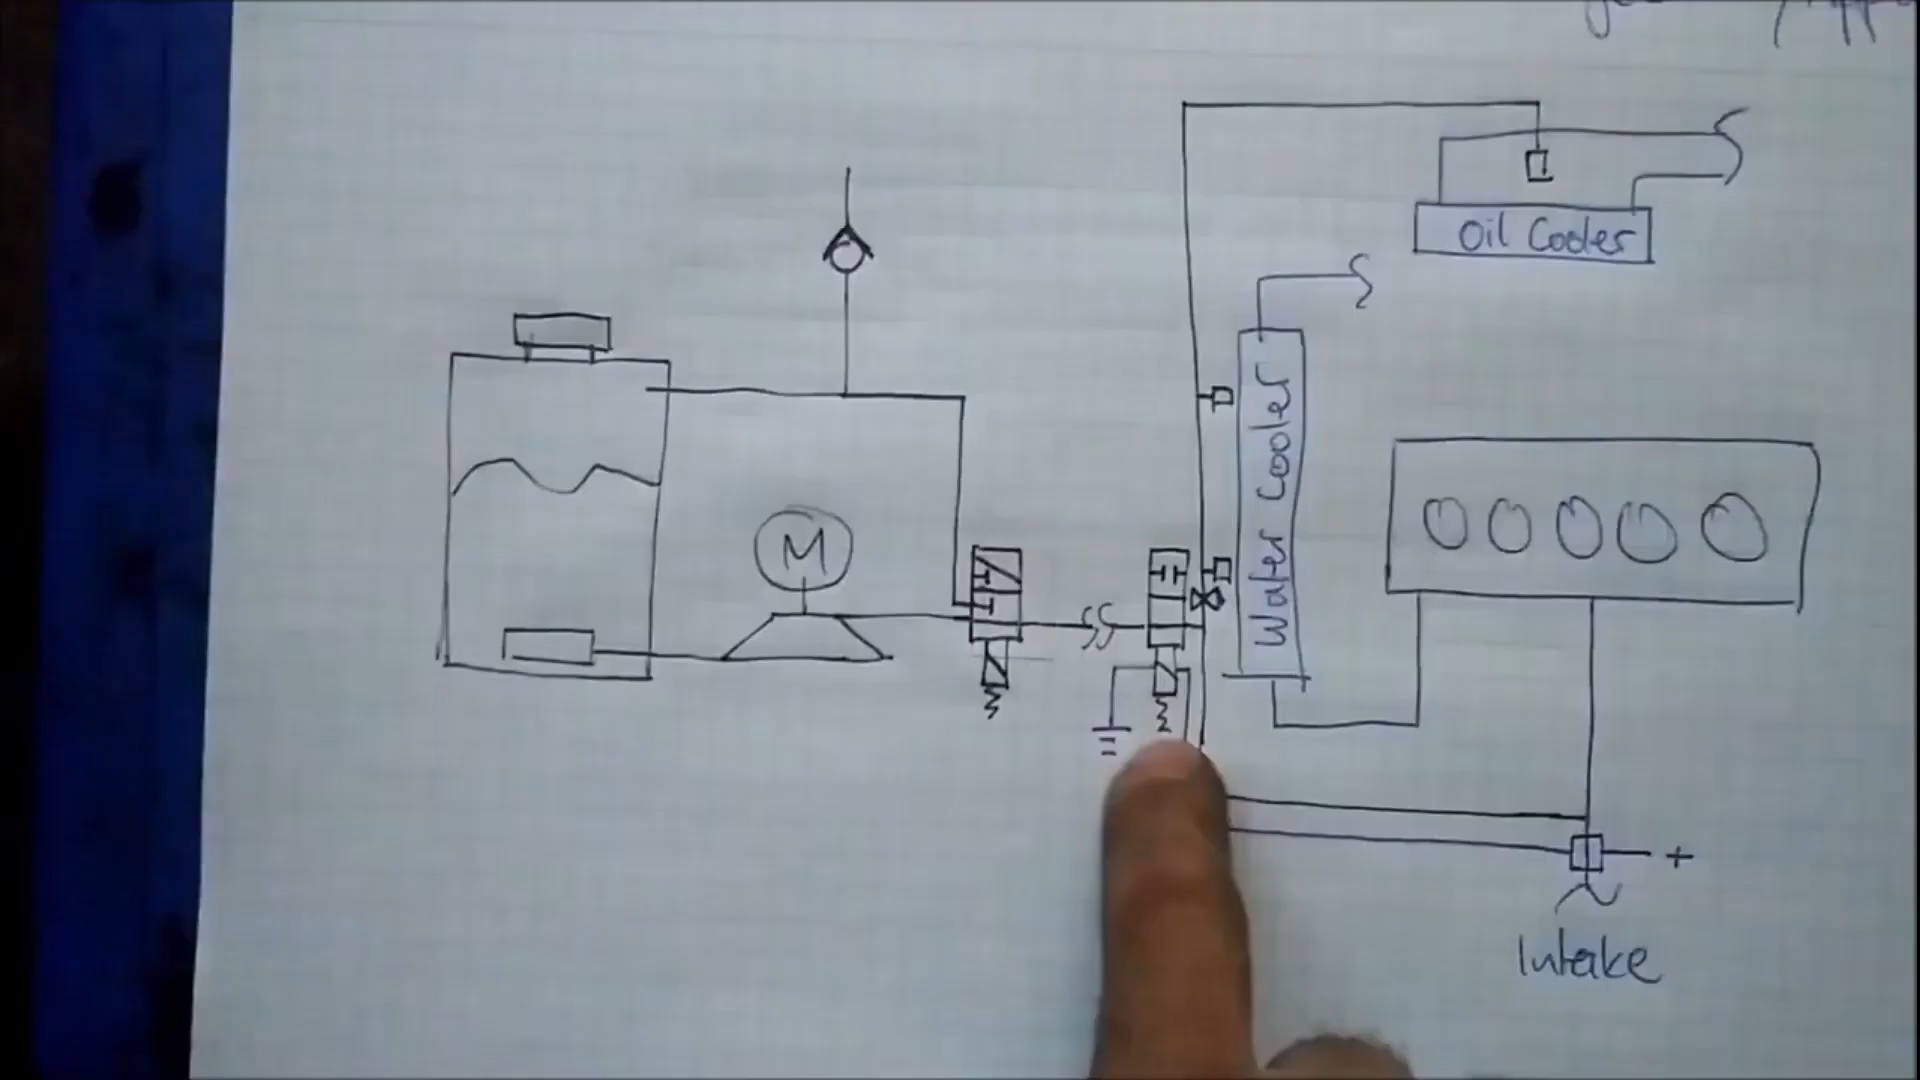 Oil Cooler
Water Cooler
M
+
Intake